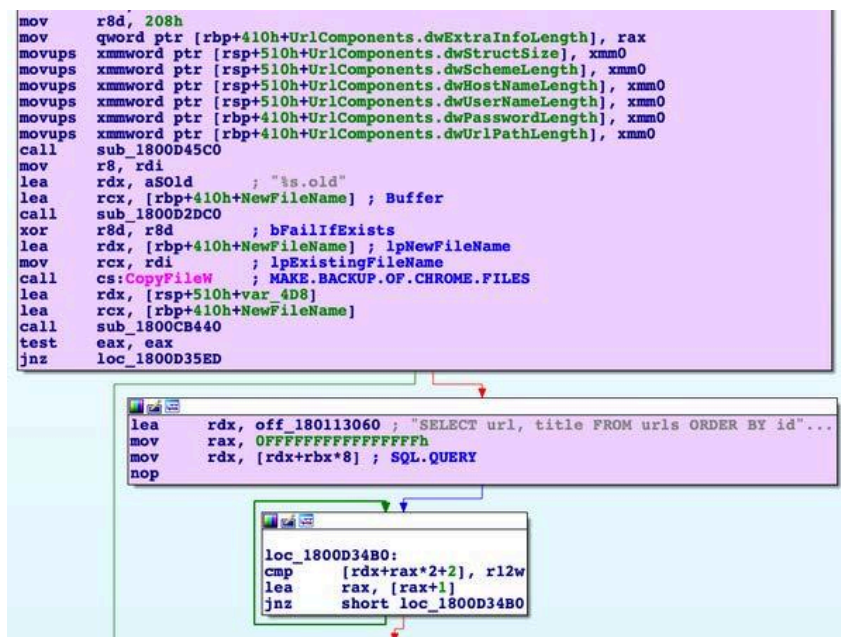 mov r8d, 208h
mov qword ptr [rbp+410h+UrlComponents.dwExtraInfoLength], rax
movups xmmword ptr [rsp+510h+UrlComponents.dwStructSize], xmm0
movups xmmword ptr [rsp+510h+UrlComponents.dwSchemeLength], xmm0
movups xmmword ptr [rsp+510h+UrlComponents.dwHostNameLength], xmm0
movups xmmword ptr [rbp+410h+UrlComponents.dwUserNameLength], xmm0
movups xmmword ptr [rbp+410h+UrlComponents.dwPasswordLength], xmm0
movups xmmword ptr [rbp+410h+UrlComponents.dwUrlPathLength], xmm0
call sub_1800D45C0
mov r8, rdi
lea rdx, aSOld ; "%s.old"
lea rcx, [rbp+410h+NewFileName] ; Buffer
call sub_1800D2DC0
xor r8d, r8d ; bFailIfExists
lea rdx, [rbp+410h+NewFileName] ; lpNewFileName
mov rcx, rdi ; lpExistingFileName
call cs:CopyFileW ; MAKE.BACKUP.OF.CHROME.FILES
lea rdx, [rsp+510h+var_4D8]
lea rcx, [rbp+410h+NewFileName]
call sub_1800CB440
test eax, eax
jnz loc_1800D35ED
lea rdx, off_180113060 ; "SELECT url, title FROM urls ORDER BY id"...
mov rax, 0FFFFFFFFFFFFFFFFh
mov rdx, [rdx+rbx*8] ; SQL.QUERY
nop
loc_1800D34B0:
cmp [rdx+rax*2+2], r12w
lea rax, [rax+1]
jnz short loc_1800D34B0